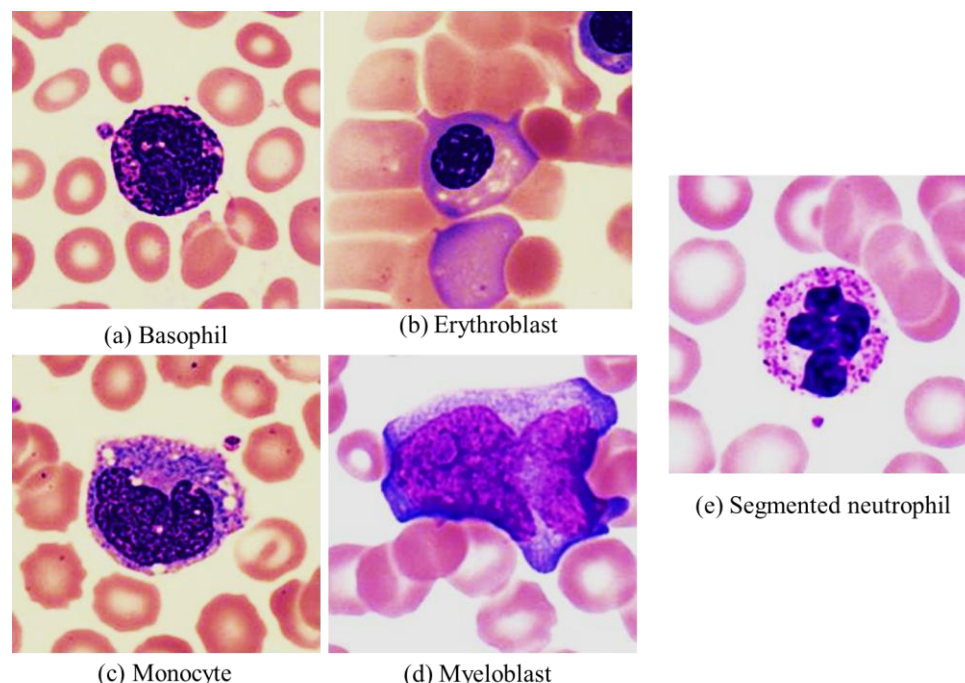 (a) Basophil
(b) Erythroblast
(c) Monocyte
(d) Myeloblast
(e) Segmented neutrophil